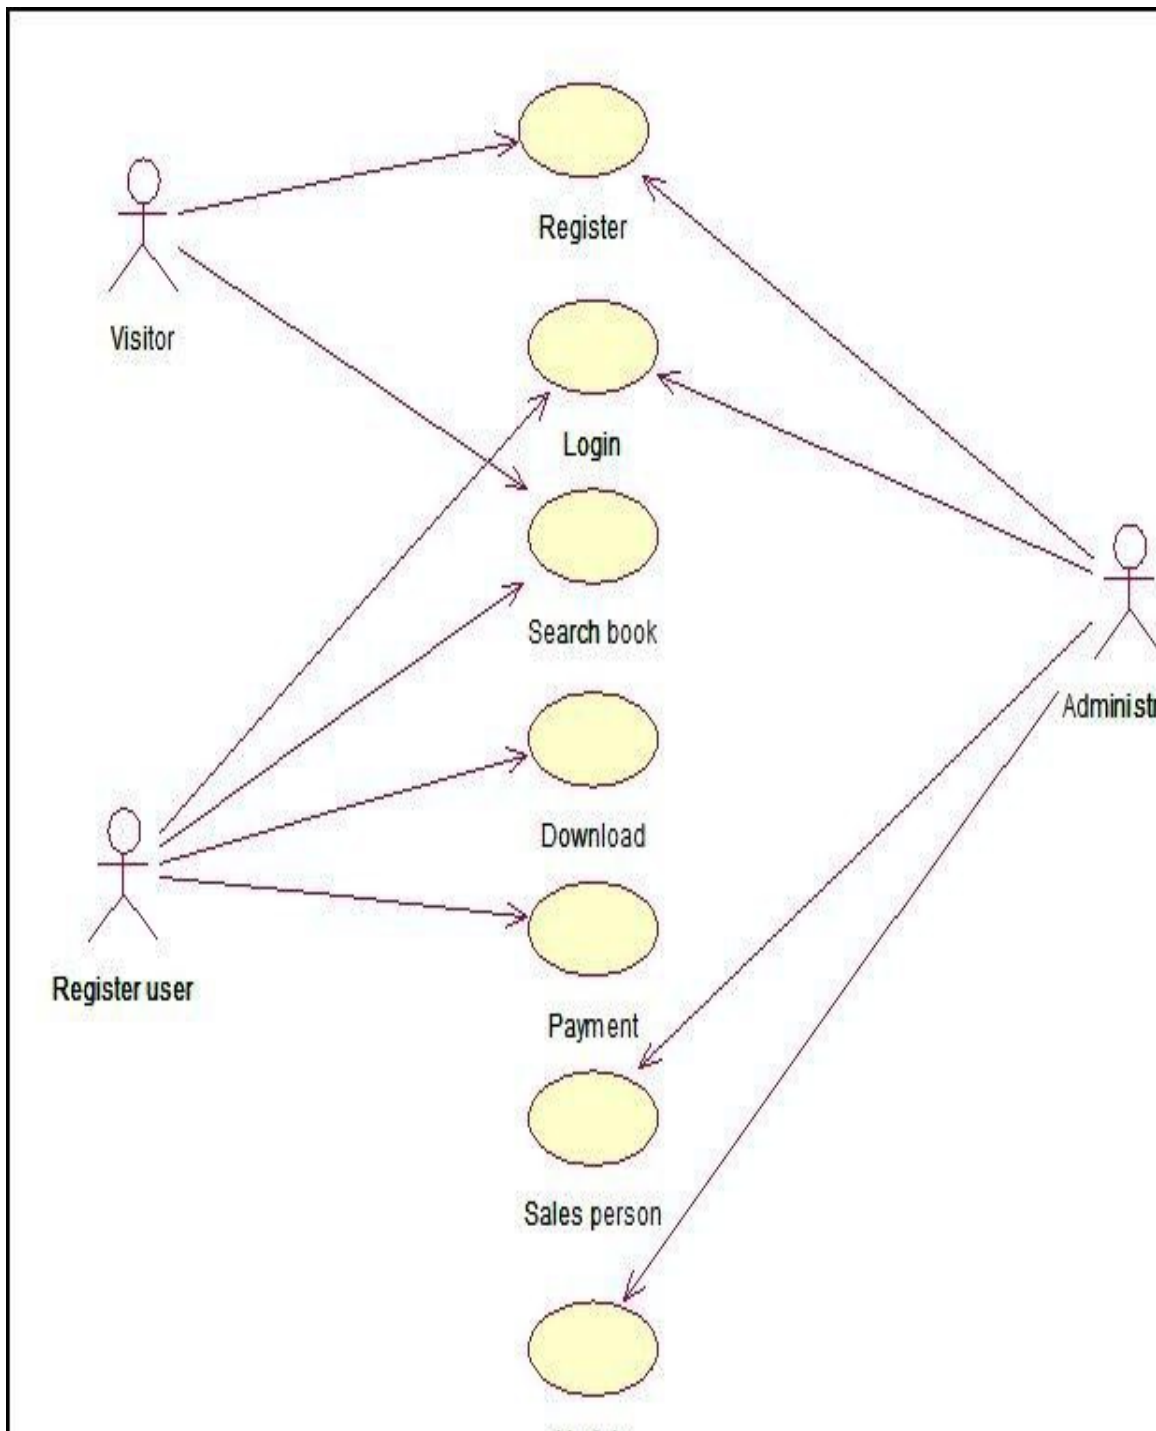 Register
Visitor
Login
Search book
Administr
Download
Register user
Payment
Sales person